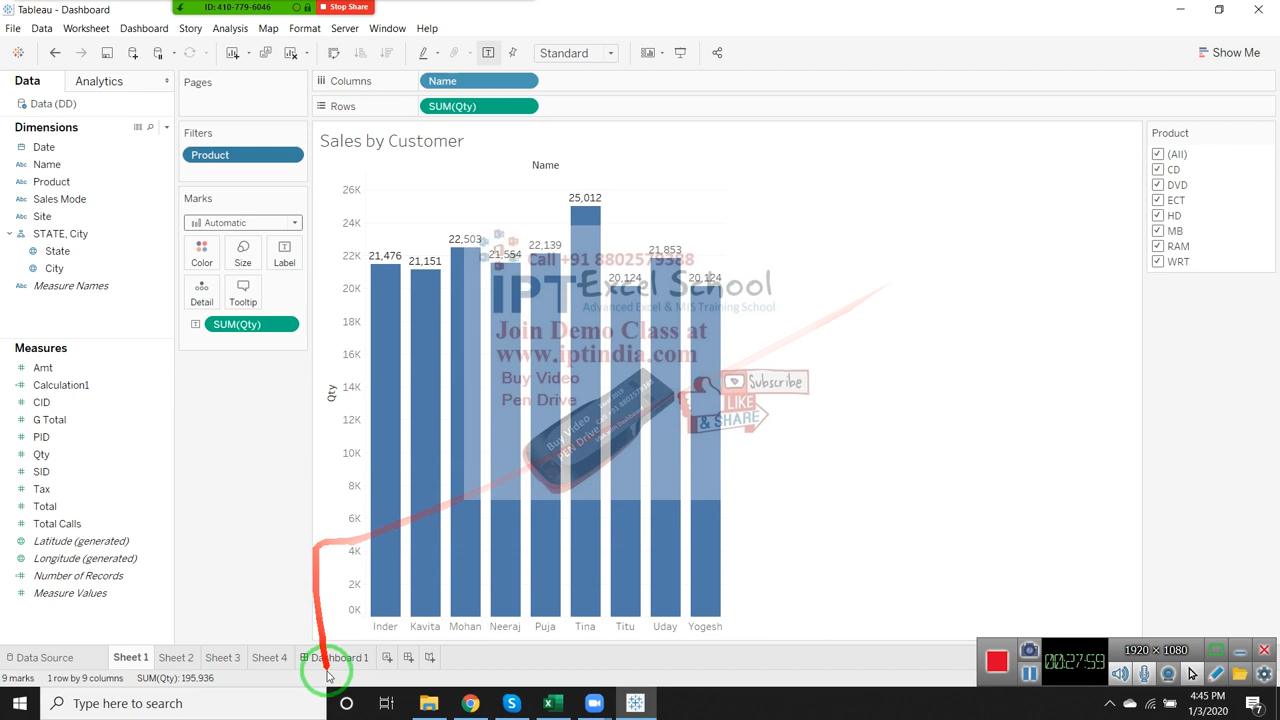 Tableau - Dashboard
ID: 410-779-6046
Stop Share
File Data Worksheet Dashboard Story Analysis Map Format Server Window Help
Standard
Show Me
Data Analytics
Data (DD)
Dimensions
Date
Name
Product
Sales Mode
Site
STATE, City
State
City
Measure Names
Measures
Amt
Calculation1
CID
G Total
PID
Qty
SID
Tax
Total
Total Calls
Latitude (generated)
Longitude (generated)
Number of Records
Measure Values
Pages
Filters
Product
Marks
Automatic
Color Size Label
Detail Tooltip
SUM(Qty)
Columns Name
Rows SUM(Qty)
Sales by Customer
Name
26K
24K
22K
20K
18K
16K
14K
12K
10K
8K
6K
4K
2K
0K
Qty
21,476 21,151 22,503 21,554 22,139 25,012 20,124 21,853 20,124
Inder Kavita Mohan Neeraj Puja Tina Titu Uday Yogesh
Call +91 8802579388
IPT Excel School
Advanced Excel & MIS Training School
Join Demo Class at
www.iptindia.com
Buy Video
Pen Drive
Buy Video
Subscribe
LIKE
& SHARE
Product
(All)
CD
DVD
ECT
HD
MB
RAM
WRT
Data Source Sheet 1 Sheet 2 Sheet 3 Sheet 4 Dashboard 1
9 marks 1 row by 9 columns SUM(Qty): 195,936
1920 × 1080
00:27:59
Type here to search
4:45 PM
1/3/2020